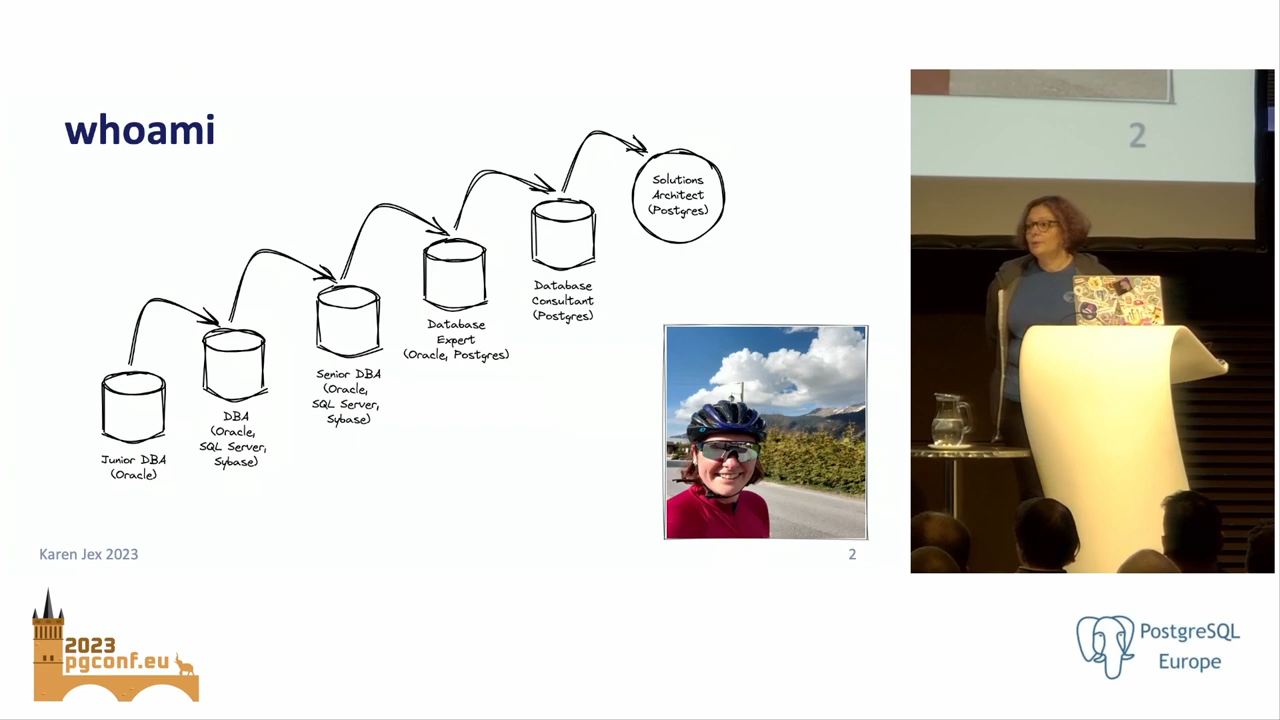 whoami
Solutions
Architect
(Postgres)
Database
Consultant
(Postgres)
Database
Expert
(Oracle, Postgres)
Senior DBA
(Oracle,
SQL Server,
Sybase)
DBA
(Oracle,
SQL Server,
Sybase)
Junior DBA
(Oracle)
Karen Jex 2023
2
2
2023
pgconf.eu
PostgreSQL
Europe